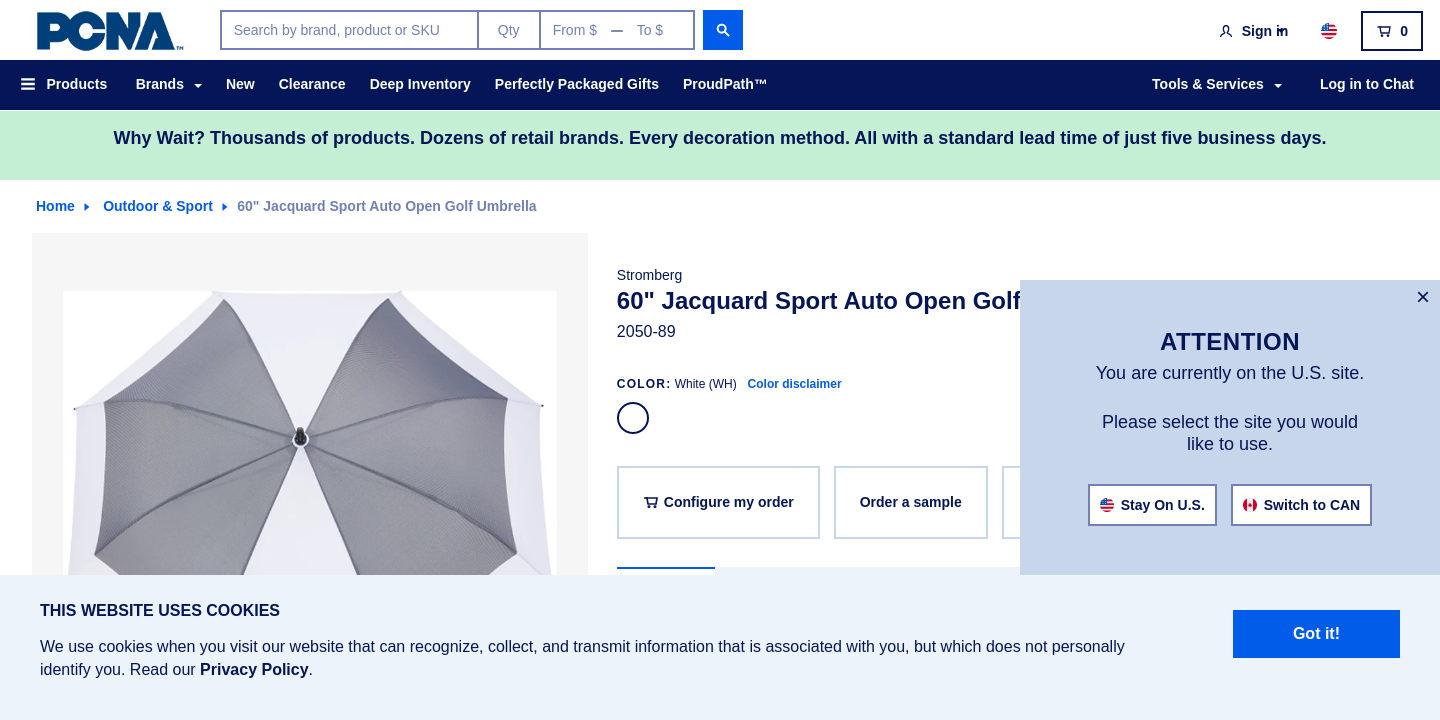 PCNA™
Search by brand, product or SKU
Qty
From $ — To $
Sign in
0
Products
Brands
New
Clearance
Deep Inventory
Perfectly Packaged Gifts
ProudPath™
Tools & Services
Log in to Chat
Why Wait? Thousands of products. Dozens of retail brands. Every decoration method. All with a standard lead time of just five business days.
Home
Outdoor & Sport
60" Jacquard Sport Auto Open Golf Umbrella
Stromberg
60" Jacquard Sport Auto Open Golf
2050-89
COLOR: White (WH) Color disclaimer
Configure my order
Order a sample
×
ATTENTION
You are currently on the U.S. site.
Please select the site you would
like to use.
Stay On U.S.
Switch to CAN
THIS WEBSITE USES COOKIES
We use cookies when you visit our website that can recognize, collect, and transmit information that is associated with you, but which does not personally
identify you. Read our Privacy Policy.
Got it!